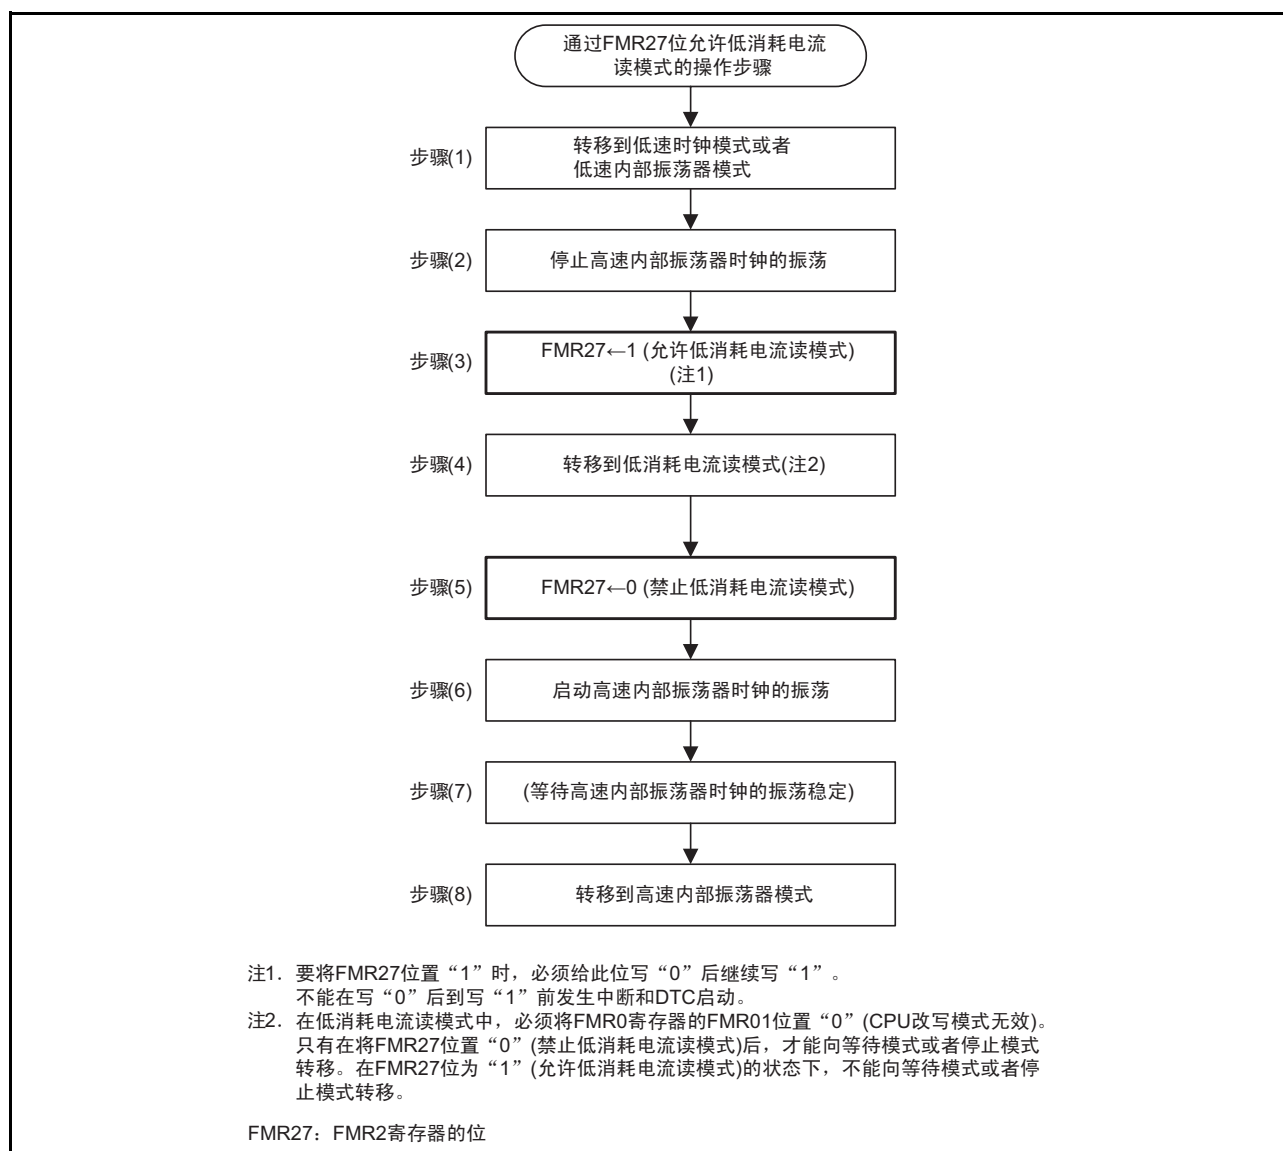 通过FMR27位允许低消耗电流
读模式的操作步骤
步骤(1)
转移到低速时钟模式或者
低速内部振荡器模式
步骤(2)
停止高速内部振荡器时钟的振荡
步骤(3)
FMR27←1 (允许低消耗电流读模式)
(注1)
步骤(4)
转移到低消耗电流读模式(注2)
步骤(5)
FMR27←0 (禁止低消耗电流读模式)
步骤(6)
启动高速内部振荡器时钟的振荡
步骤(7)
(等待高速内部振荡器时钟的振荡稳定)
步骤(8)
转移到高速内部振荡器模式
注1. 要将FMR27位置“1”时，必须给此位写“0”后继续写“1”。
不能在写“0”后到写“1”前发生中断和DTC启动。
注2. 在低消耗电流读模式中，必须将FMR0寄存器的FMR01位置“0”(CPU改写模式无效)。
只有在将FMR27位置“0”(禁止低消耗电流读模式)后，才能向等待模式或者停止模式
转移。在FMR27位为“1”(允许低消耗电流读模式)的状态下，不能向等待模式或者停
止模式转移。
FMR27：FMR2寄存器的位